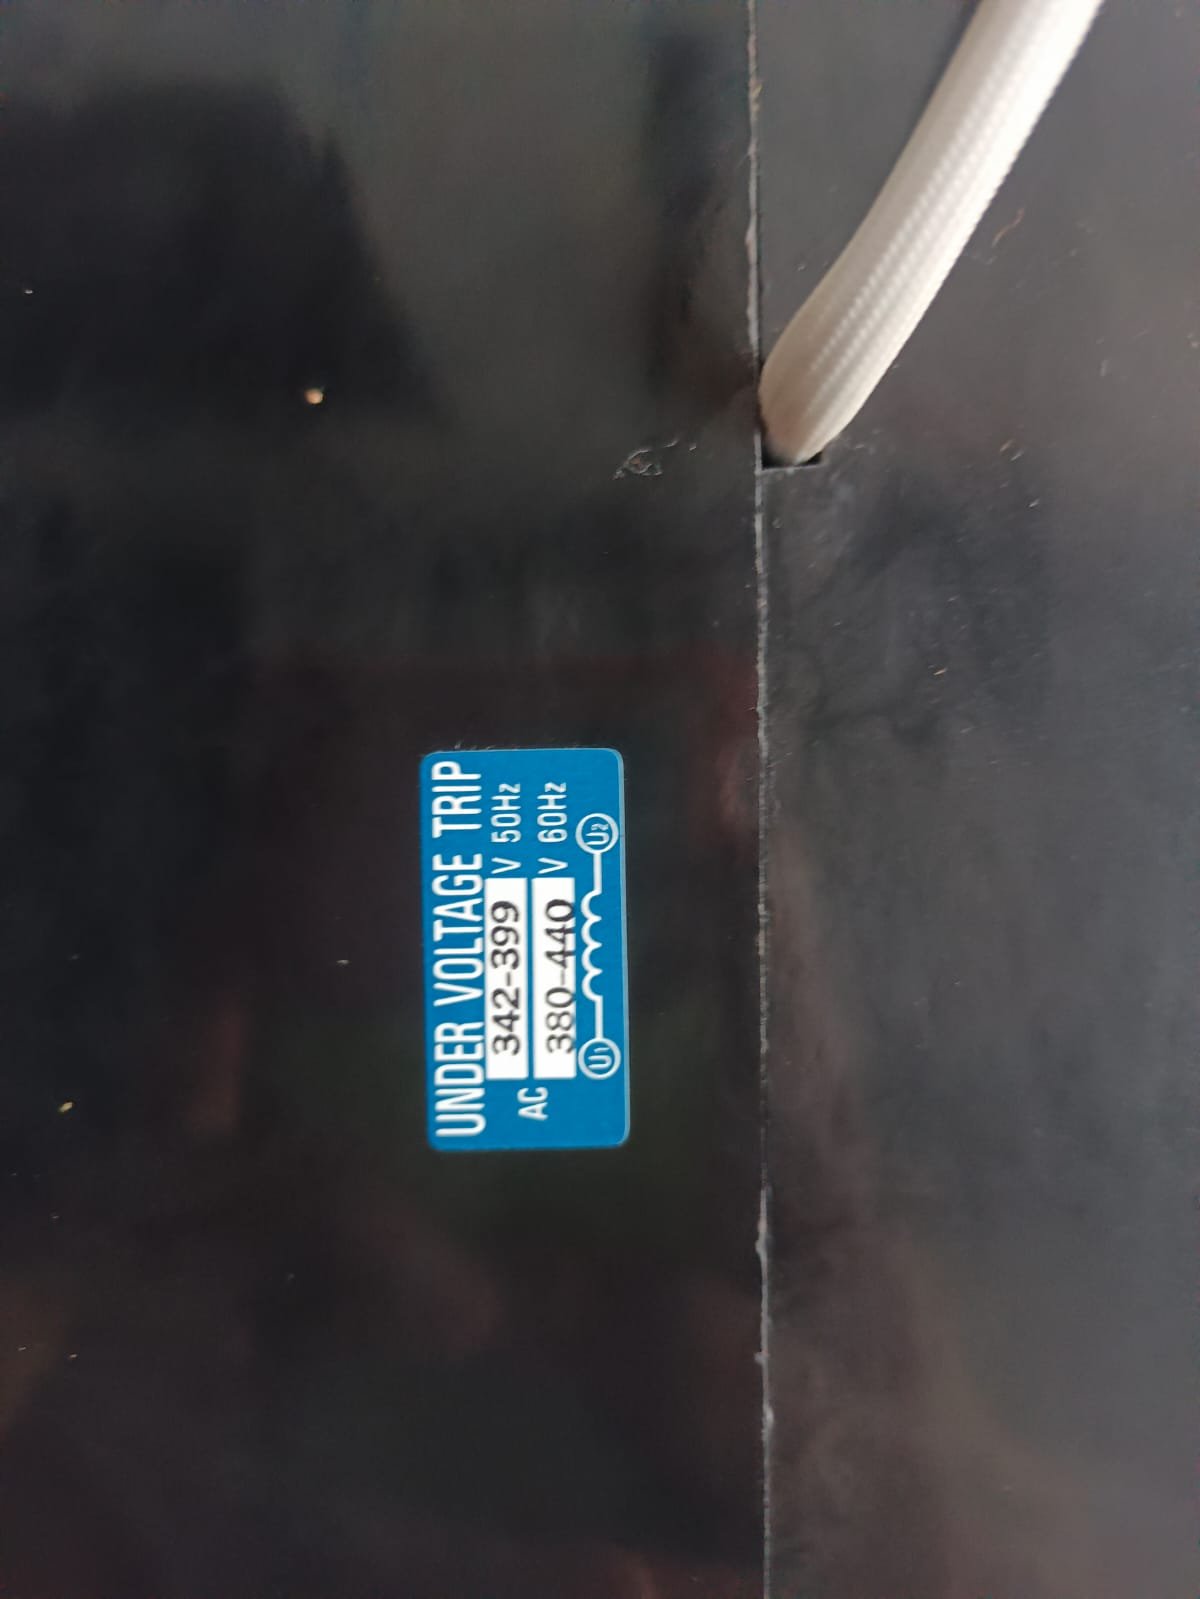 UNDER VOLTAGE TRIP
342-399 V 50Hz
AC
380-440 V 60Hz
U1 U2